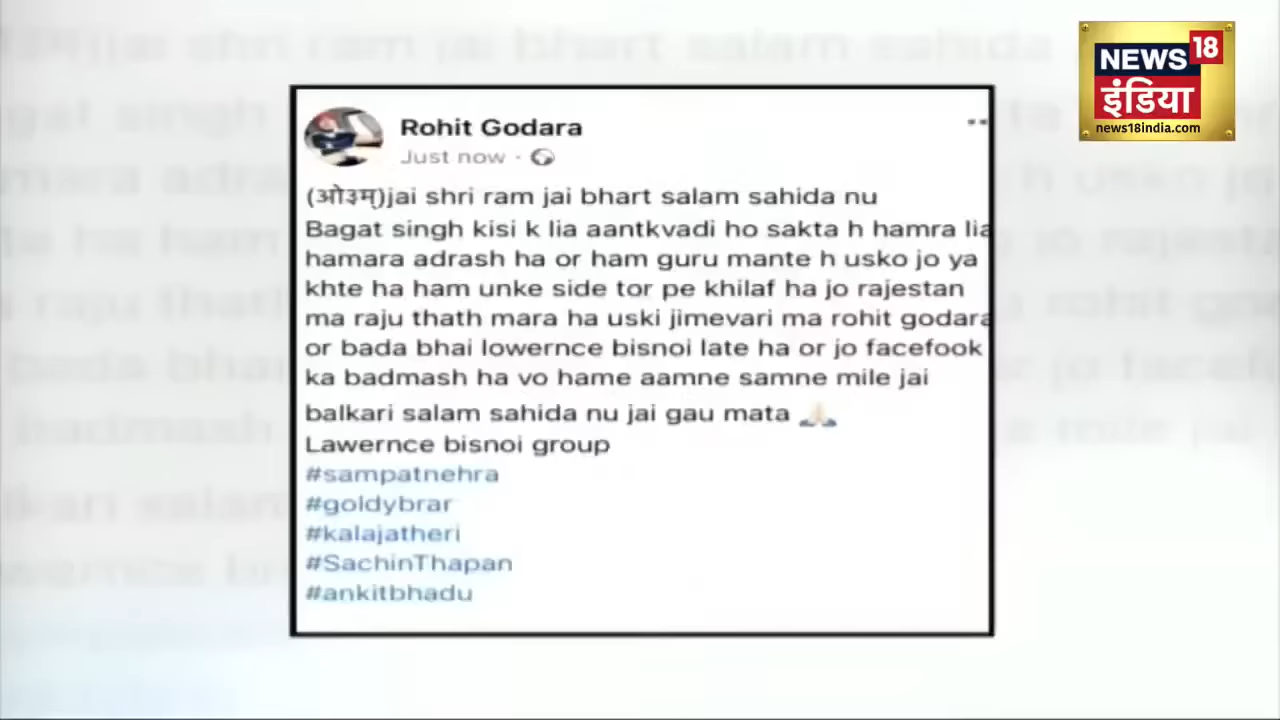 NEWS 18
इंडिया
news18india.com
Rohit Godara
Just now ·
(ओ३म्)jai shri ram jai bhart salam sahida nu
Bagat singh kisi k lia aantkvadi ho sakta h hamra lia
hamara adrash ha or ham guru mante h usko jo ya
khte ha ham unke side tor pe khilaf ha jo rajestan
ma raju thath mara ha uski jimevari ma rohit godara
or bada bhai lowernce bisnoi late ha or jo facefook
ka badmash ha vo hame aamne samne mile jai
balkari salam sahida nu jai gau mata 🙏🏻
Lawernce bisnoi group
#sampatnehra
#goldybrar
#kalajatheri
#SachinThapan
#ankitbhadu